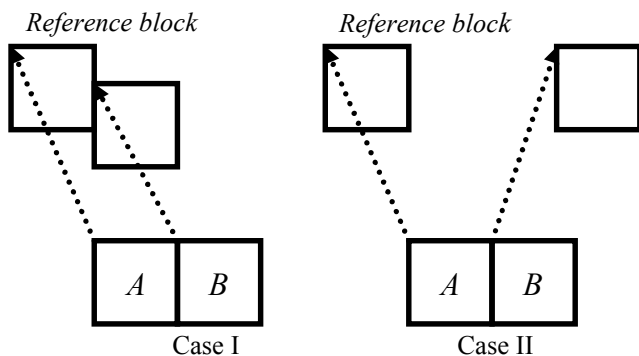 Reference block
Reference block
A
B
A
B
Case I
Case II